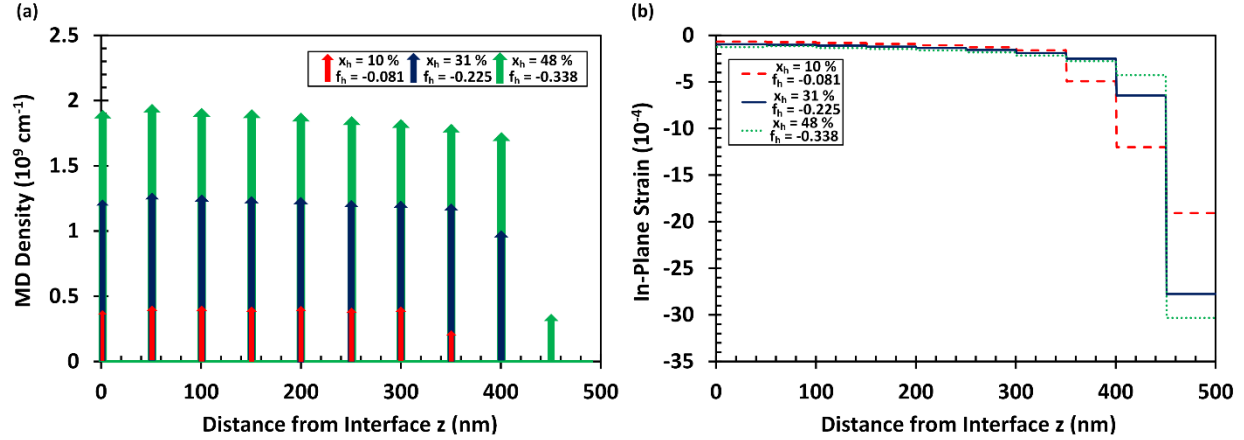 (a)
MD Density (10⁹ cm⁻¹)
2.5
2
1.5
1
0.5
0
x_h = 10 % x_h = 31 % x_h = 48 %
f_h = -0.081 f_h = -0.225 f_h = -0.338
0 100 200 300 400 500
Distance from Interface z (nm)
(b)
In-Plane Strain (10⁻⁴)
0
-5
-10
-15
-20
-25
-30
-35
x_h = 10 %
f_h = -0.081
x_h = 31 %
f_h = -0.225
x_h = 48 %
f_h = -0.338
0 100 200 300 400 500
Distance from Interface z (nm)